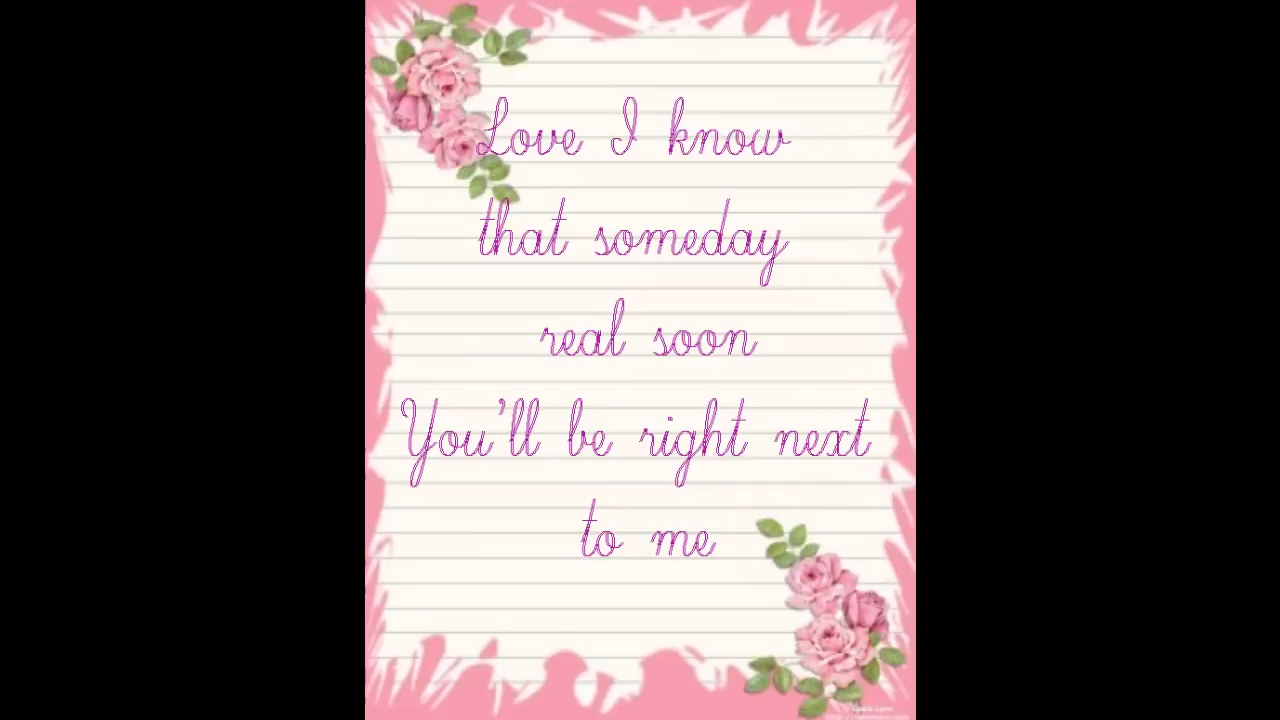 Love I know
that someday
real soon
You'll be right next
to me